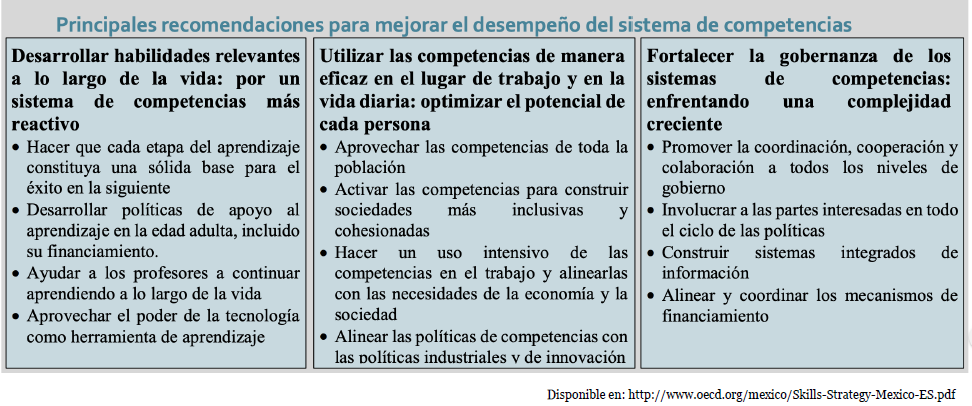 Principales recomendaciones para mejorar el desempeño del sistema de competencias
Desarrollar habilidades relevantes
a lo largo de la vida: por un
sistema de competencias más
reactivo
• Hacer que cada etapa del aprendizaje
constituya una sólida base para el
éxito en la siguiente
• Desarrollar políticas de apoyo al
aprendizaje en la edad adulta, incluido
su financiamiento.
• Ayudar a los profesores a continuar
aprendiendo a lo largo de la vida
• Aprovechar el poder de la tecnología
como herramienta de aprendizaje
Utilizar las competencias de manera
eficaz en el lugar de trabajo y en la
vida diaria: optimizar el potencial de
cada persona
• Aprovechar las competencias de toda la
población
• Activar las competencias para construir
sociedades más inclusivas y
cohesionadas
• Hacer un uso intensivo de las
competencias en el trabajo y alinearlas
con las necesidades de la economía y la
sociedad
• Alinear las políticas de competencias con
las políticas industriales y de innovación
Fortalecer la gobernanza de los
sistemas de competencias:
enfrentando una complejidad
creciente
• Promover la coordinación, cooperación y
colaboración a todos los niveles de
gobierno
• Involucrar a las partes interesadas en todo
el ciclo de las políticas
• Construir sistemas integrados de
información
• Alinear y coordinar los mecanismos de
financiamiento
Disponible en: http://www.oecd.org/mexico/Skills-Strategy-Mexico-ES.pdf